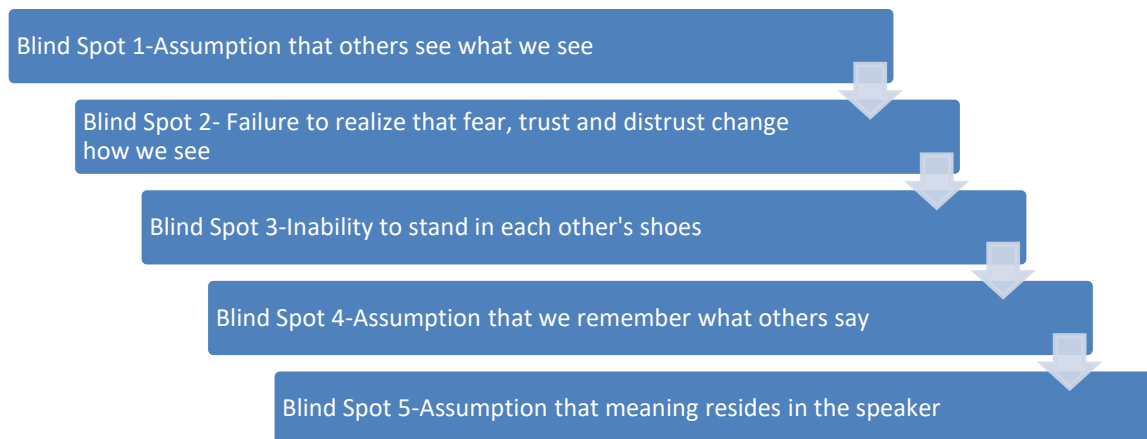 Blind Spot 1-Assumption that others see what we see
Blind Spot 2- Failure to realize that fear, trust and distrust change
how we see
Blind Spot 3-Inability to stand in each other's shoes
Blind Spot 4-Assumption that we remember what others say
Blind Spot 5-Assumption that meaning resides in the speaker